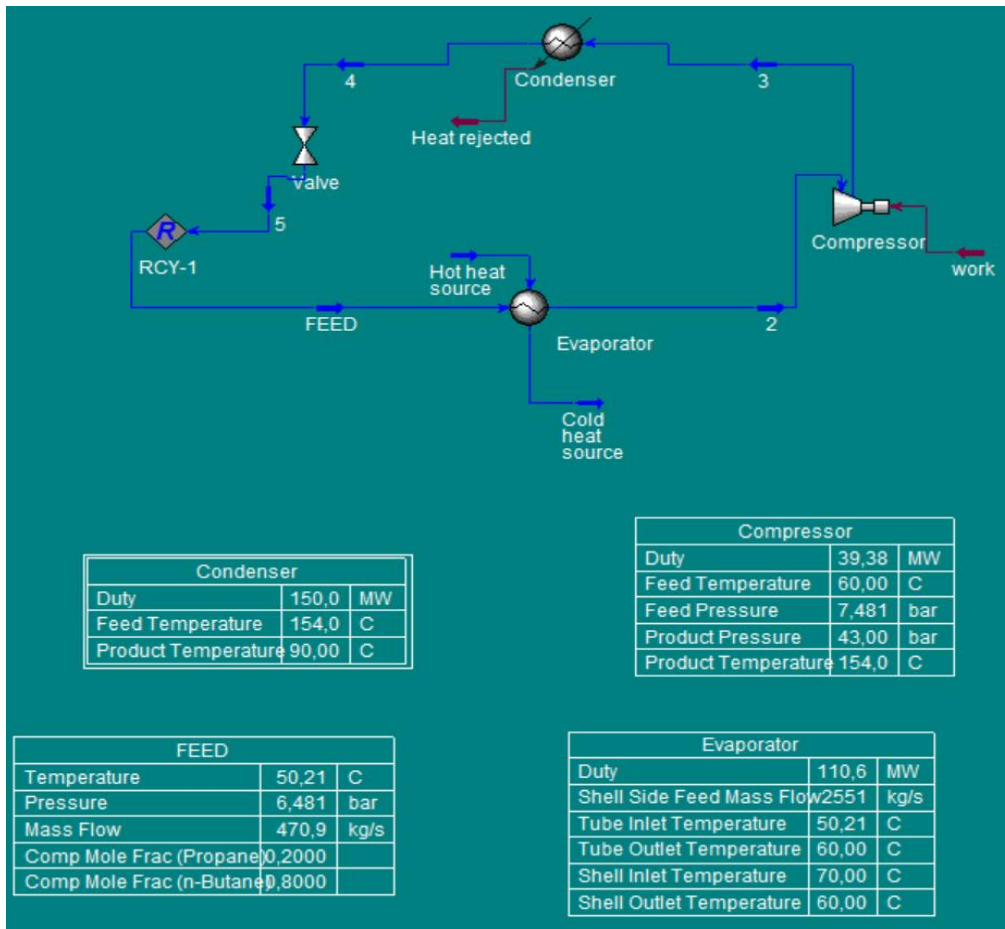 4
Condenser
3
Heat rejected
Valve
5
R
RCY-1
Compressor
Hot heat
source
work
FEED
2
Evaporator
Cold
heat
source
Condenser
Duty 150,0 MW
Feed Temperature 154,0 C
Product Temperature 90,00 C
Compressor
Duty 39,38 MW
Feed Temperature 60,00 C
Feed Pressure 7,481 bar
Product Pressure 43,00 bar
Product Temperature 154,0 C
FEED
Temperature 50,21 C
Pressure 6,481 bar
Mass Flow 470,9 kg/s
Comp Mole Frac (Propane) 0,2000
Comp Mole Frac (n-Butane) 0,8000
Evaporator
Duty 110,6 MW
Shell Side Feed Mass Flow 2551 kg/s
Tube Inlet Temperature 50,21 C
Tube Outlet Temperature 60,00 C
Shell Inlet Temperature 70,00 C
Shell Outlet Temperature 60,00 C